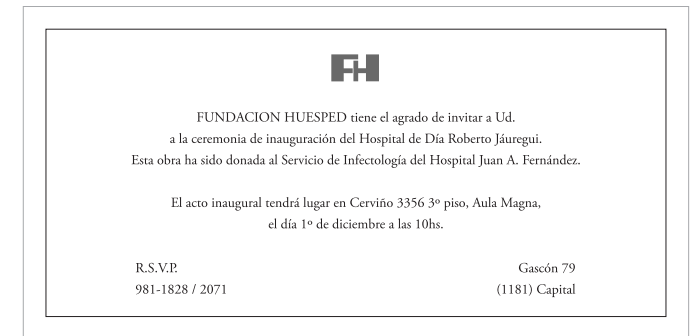 FH
FUNDACION HUESPED tiene el agrado de invitar a Ud.
a la ceremonia de inauguración del Hospital de Día Roberto Jáuregui.
Esta obra ha sido donada al Servicio de Infectología del Hospital Juan A. Fernández.
El acto inaugural tendrá lugar en Cerviño 3356 3º piso, Aula Magna,
el día 1º de diciembre a las 10hs.
R.S.V.P.
981-1828 / 2071
Gascón 79
(1181) Capital